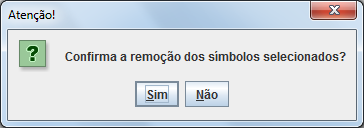 Atenção!
Confirma a remoção dos símbolos selecionados?
Sim Não